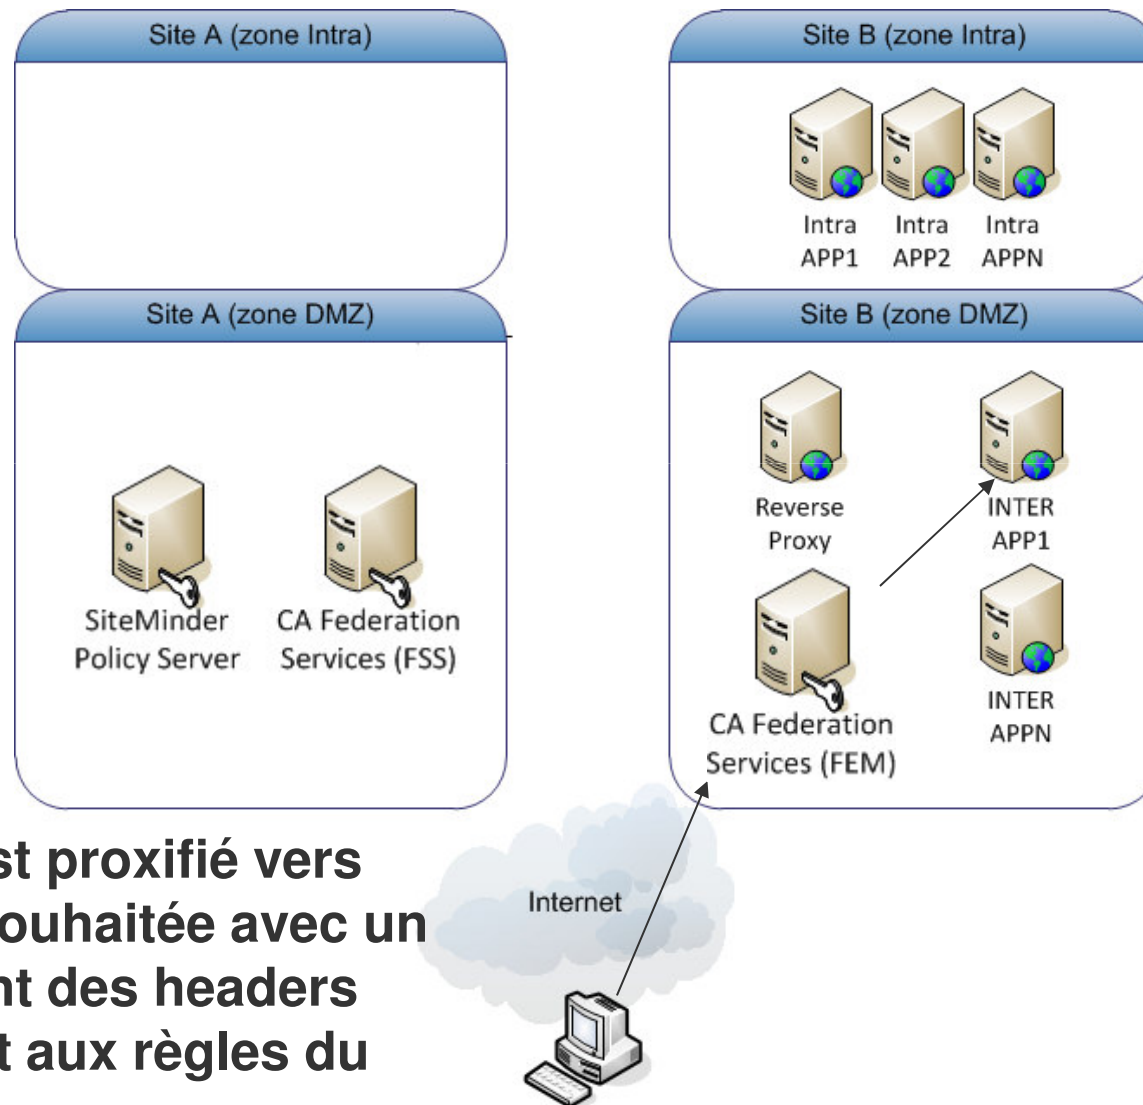 Site A (zone Intra)
Site B (zone Intra)
Intra
APP1
Intra
APP2
Intra
APPN
Site A (zone DMZ)
Site B (zone DMZ)
SiteMinder
Policy Server
CA Federation
Services (FSS)
Reverse
Proxy
INTER
APP1
CA Federation
Services (FEM)
INTER
APPN
st proxifié vers
ouhaitée avec un
nt des headers
t aux règles du
Internet